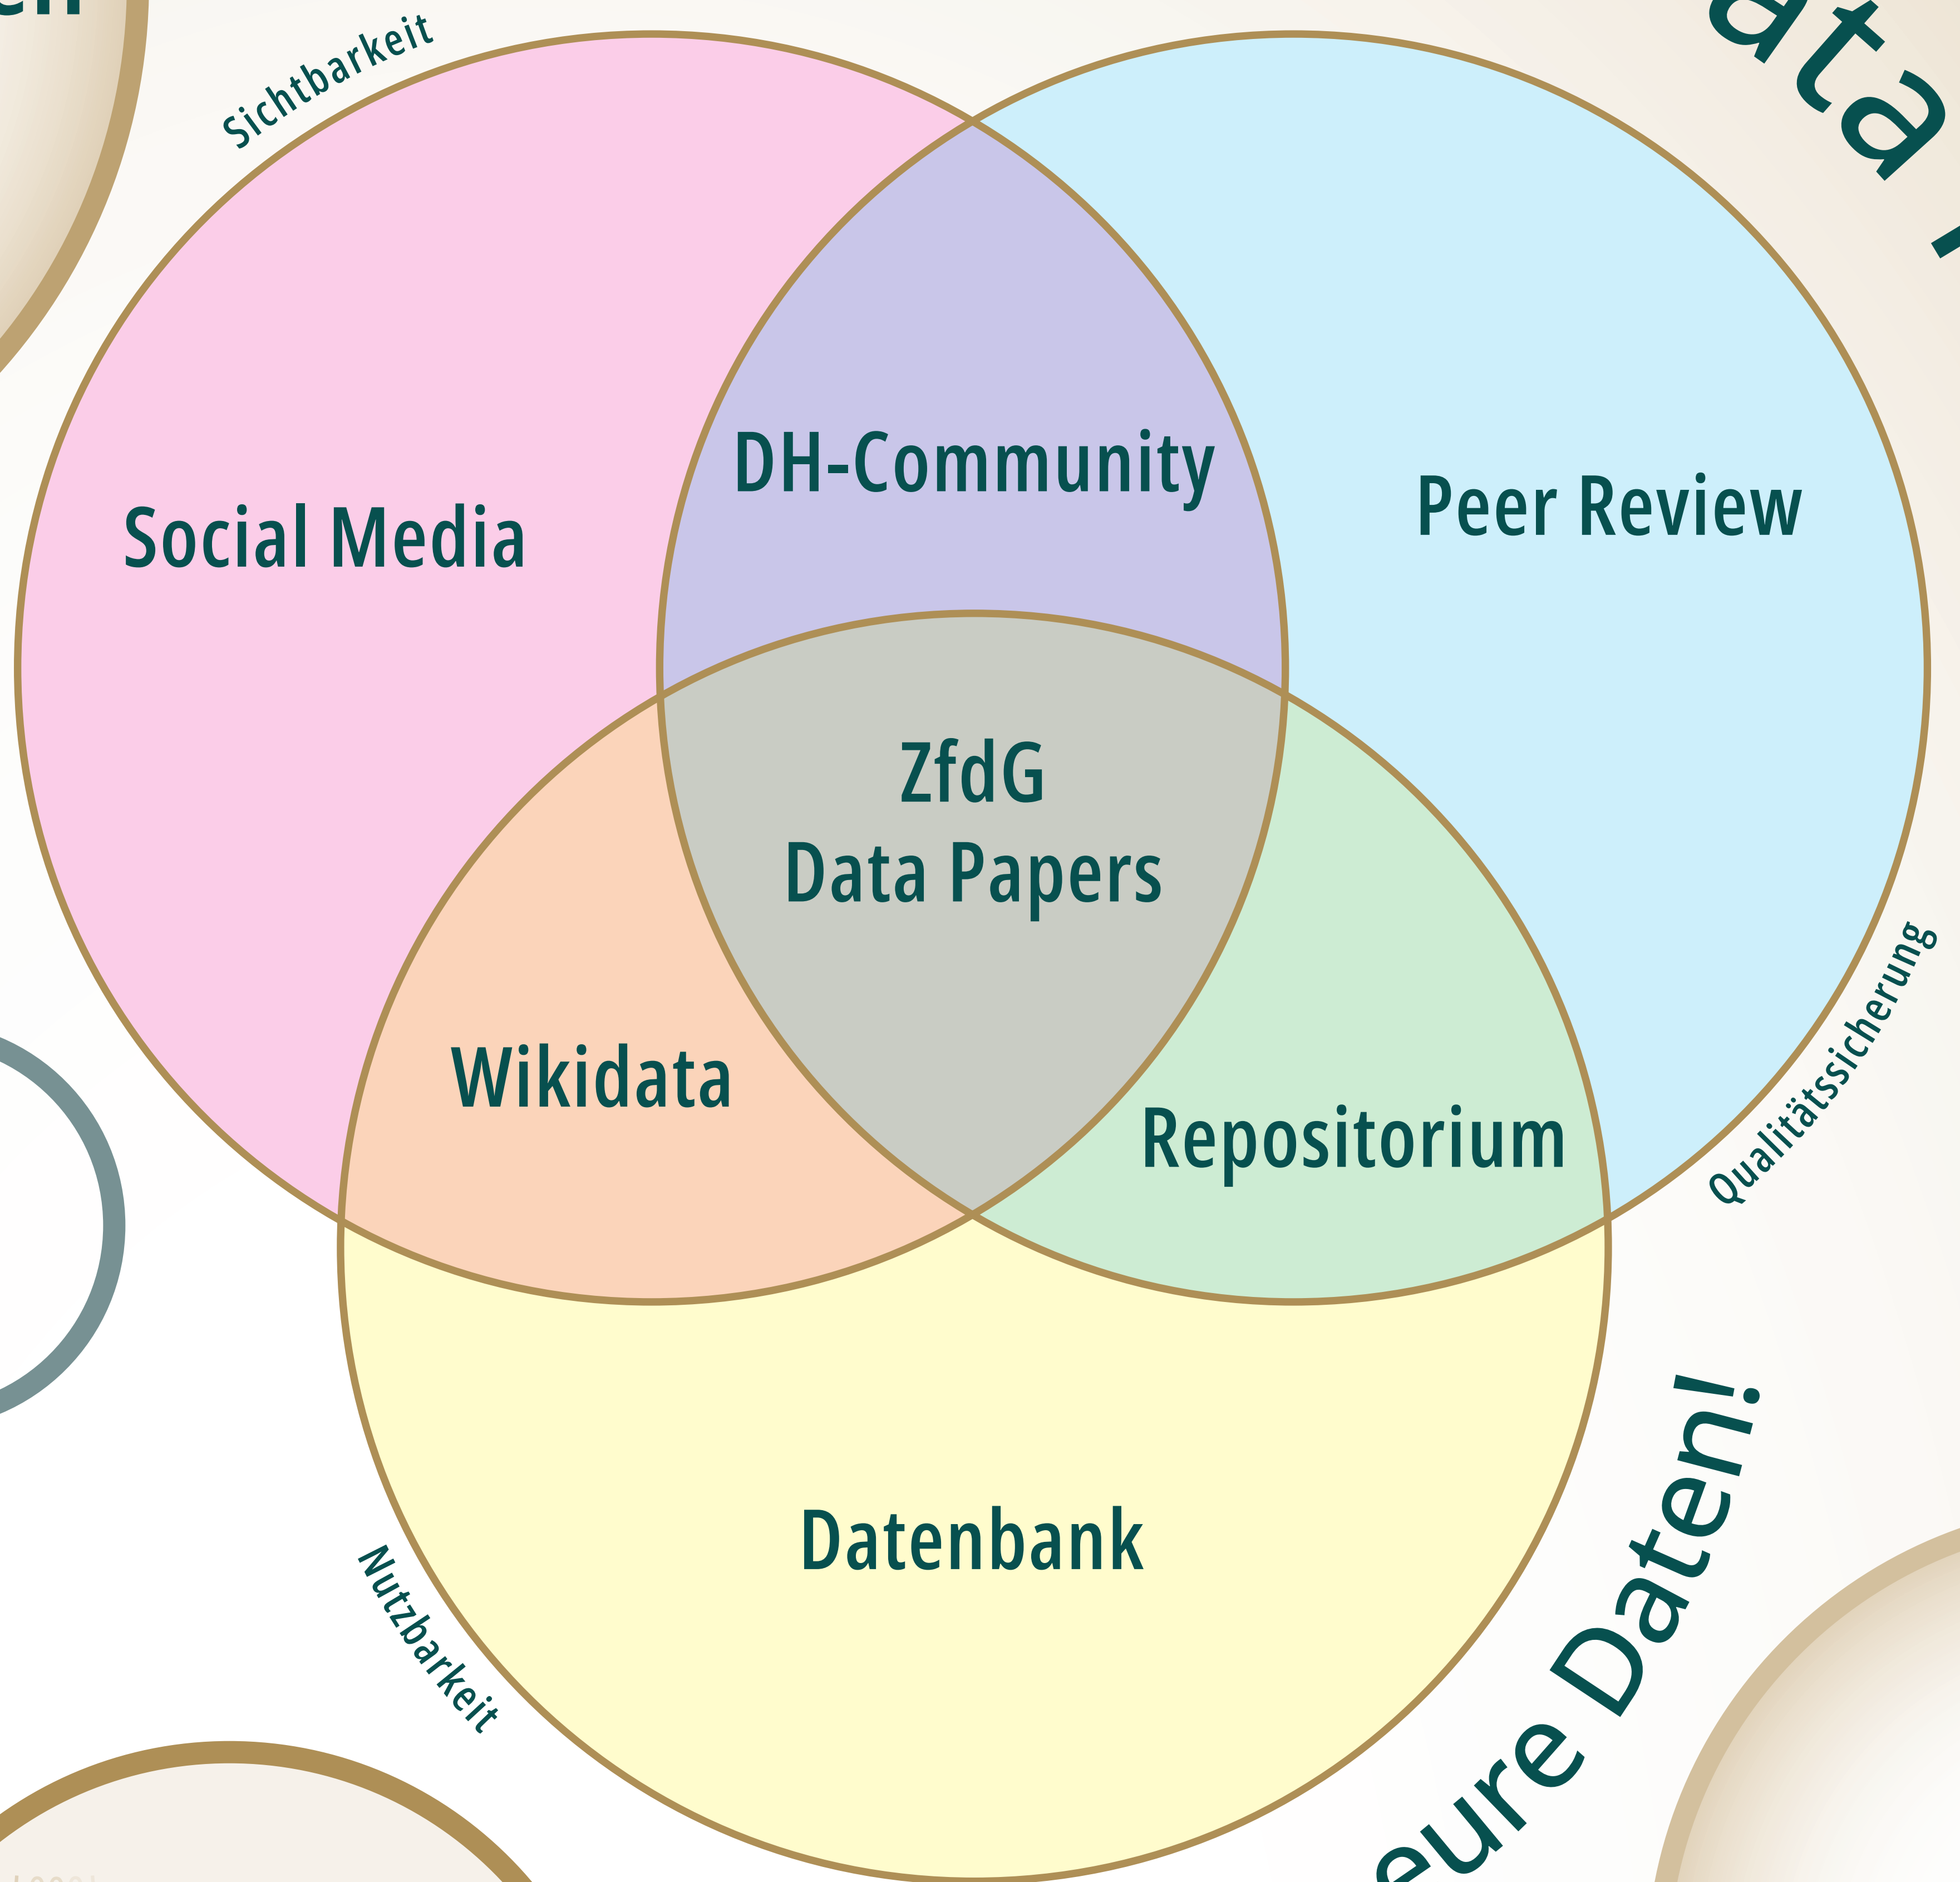 Sichtbarkeit
DH-Community
Peer Review
Social Media
ZfdG
Data Papers
Qualitätssicherung
Wikidata
Repositorium
Datenbank
Nutzbarkeit
eure Daten!